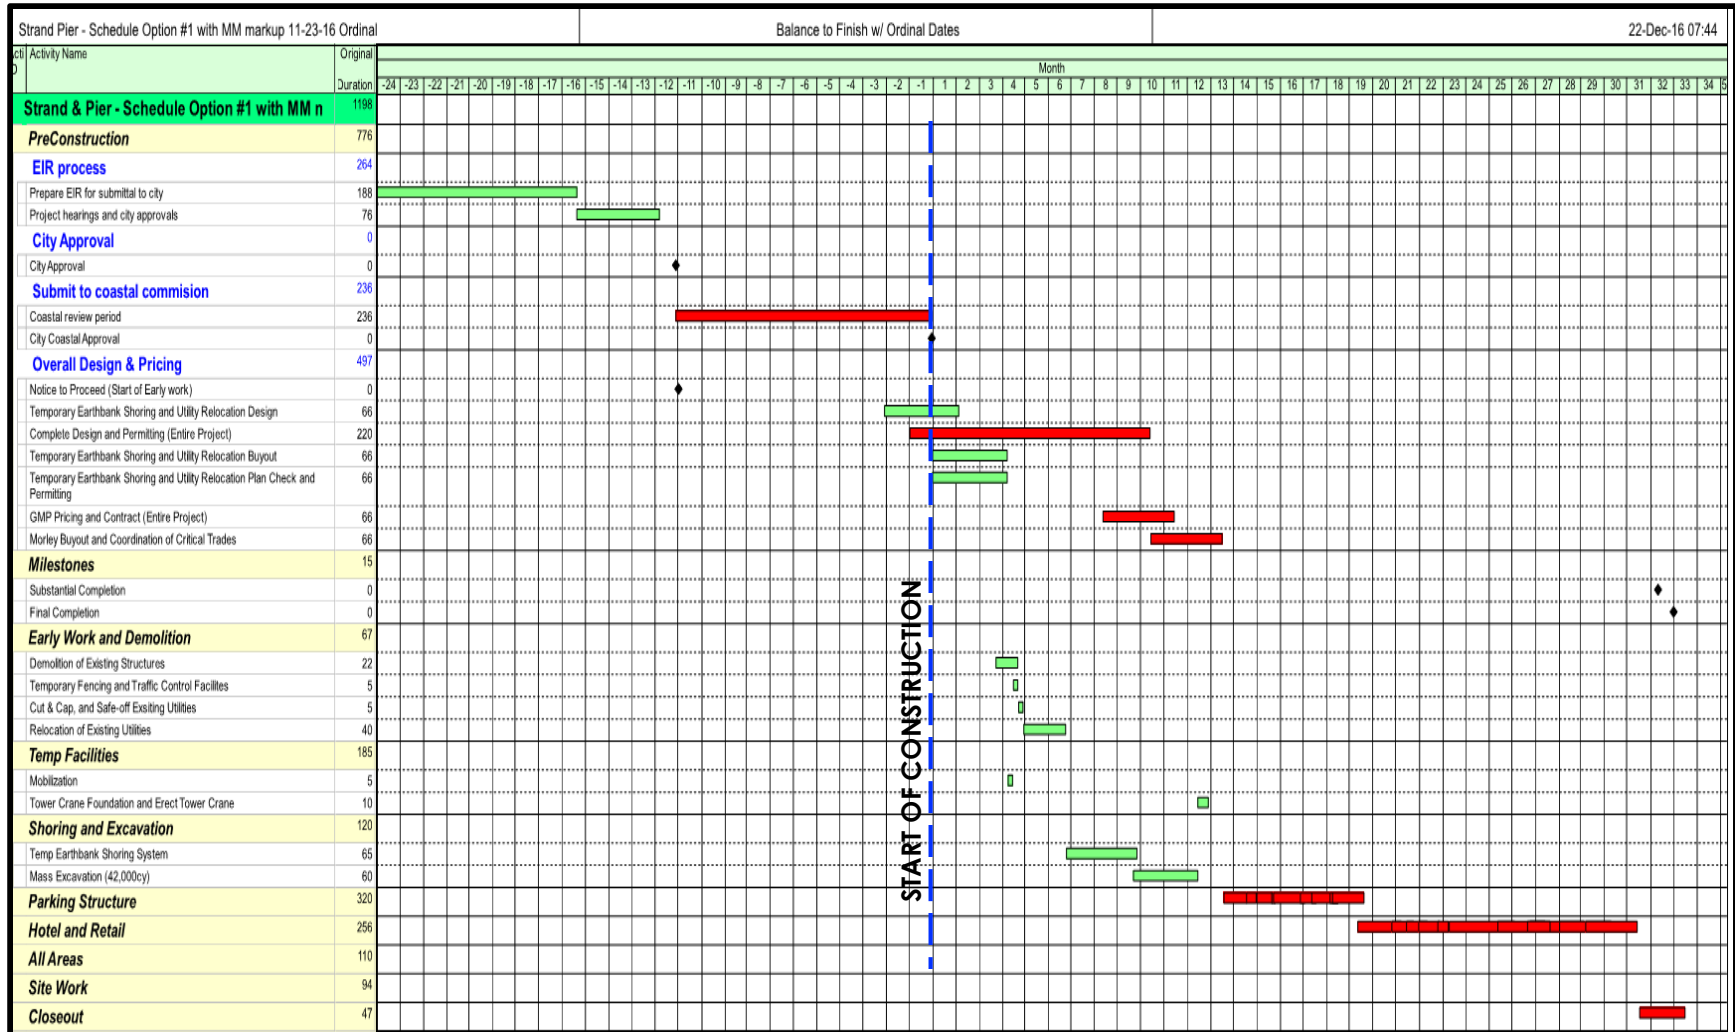 Strand Pier - Schedule Option #1 with MM markup 11-23-16 Ordinal
Balance to Finish w/ Ordinal Dates
22-Dec-16 07:44
Activity Name Original
Duration
Month
-24 -23 -22 -21 -20 -19 -18 -17 -16 -15 -14 -13 -12 -11 -10 -9 -8 -7 -6 -5 -4 -3 -2 -1 1 2 3 4 5 6 7 8 9 10 11 12 13 14 15 16 17 18 19 20 21 22 23 24 25 26 27 28 29 30 31 32 33 34
Strand & Pier - Schedule Option #1 with MM n 1198
PreConstruction 776
EIR process 264
Prepare EIR for submittal to city 188
Project hearings and city approvals 76
City Approval 0
City Approval 0
Submit to coastal commision 236
Coastal review period 236
City Coastal Approval 0
Overall Design & Pricing 497
Notice to Proceed (Start of Early work) 0
Temporary Earthbank Shoring and Utility Relocation Design 66
Complete Design and Permitting (Entire Project) 220
Temporary Earthbank Shoring and Utility Relocation Buyout 66
Temporary Earthbank Shoring and Utility Relocation Plan Check and 66
Permitting
GMP Pricing and Contract (Entire Project) 66
Morley Buyout and Coordination of Critical Trades 66
Milestones 15
Substantial Completion 0
Final Completion 0
Early Work and Demolition 67
Demolition of Existing Structures 22
Temporary Fencing and Traffic Control Facilites 5
Cut & Cap, and Safe-off Exsiting Utilities 5
Relocation of Existing Utilities 40
Temp Facilities 185
Mobilization 5
Tower Crane Foundation and Erect Tower Crane 10
Shoring and Excavation 120
Temp Earthbank Shoring System 65
Mass Excavation (42,000cy) 60
Parking Structure 320
Hotel and Retail 256
All Areas 110
Site Work 94
Closeout 47
START OF CONSTRUCTION